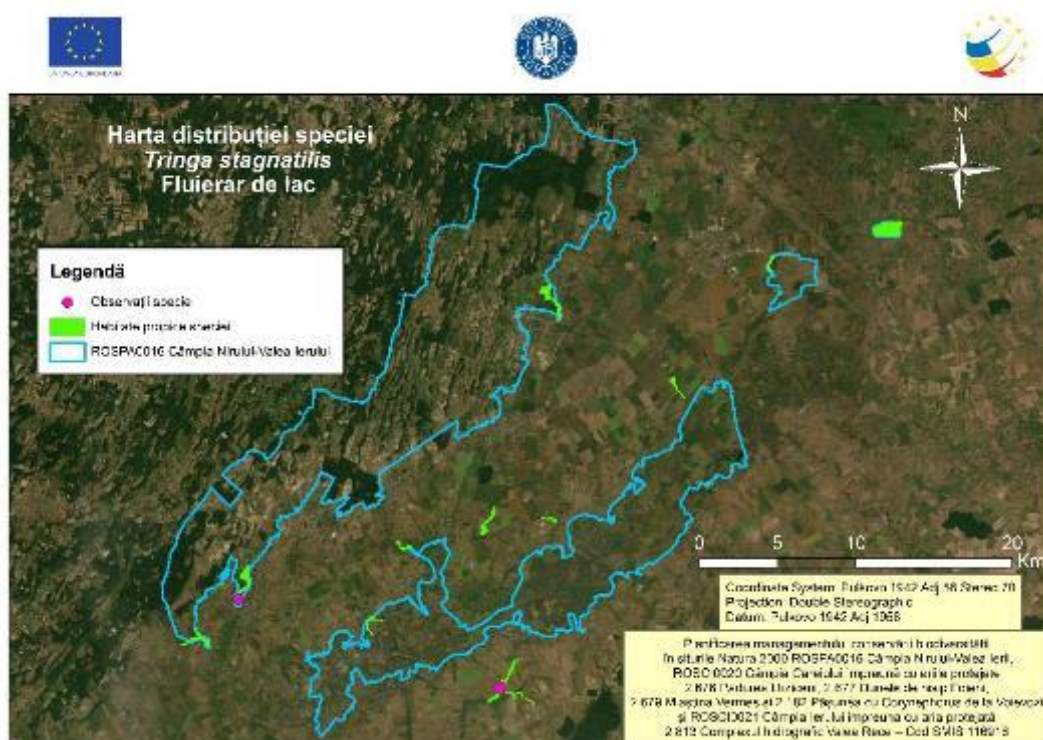 UNIUNEA EUROPEANĂ
Harta distribuției speciei
Tringa stagnatilis
Fluierar de lac
N
Legendă
Observații specie
Habitate propice speciei
ROSPA0016 Câmpia Nirului-Valea Ierului
0 5 10 20
Km
Coordinate System: Pulkovo 1942 Adj 58 Stereo 70
Projection: Double Stereographic
Datum: Pulkovo 1942 Adj 1958
Planificarea managementului conservării biodiversității
în siturile Natura 2000 ROSPA0016 Câmpia Nirului-Valea Ierii,
ROSCI0020 Câmpia Careiului împreună cu ariile protejate
2.676 Pădurea Urziceni, 2.677 Dunele de nisip Foieni,
2.679 Mlaștina Vermeș și 2.182 Pășunea cu Corynephorus de la Voievozi
și ROSCI0021 Câmpia Ierului împreună cu aria protejată
2.813 Complexul hidrografic Valea Rece – Cod SMIS 116918